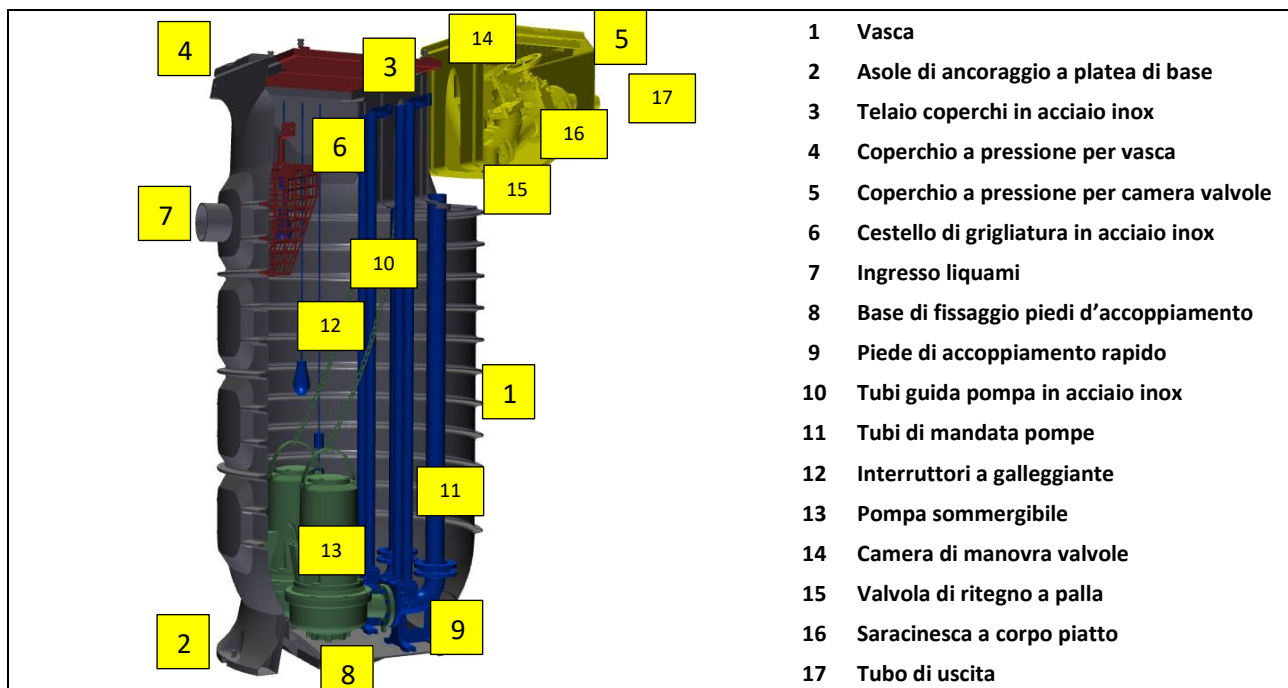 4
14
5
3
17
16
6
15
7
10
12
1
11
13
2
9
8
1 Vasca
2 Asole di ancoraggio a platea di base
3 Telaio coperchi in acciaio inox
4 Coperchio a pressione per vasca
5 Coperchio a pressione per camera valvole
6 Cestello di grigliatura in acciaio inox
7 Ingresso liquami
8 Base di fissaggio piedi d’accoppiamento
9 Piede di accoppiamento rapido
10 Tubi guida pompa in acciaio inox
11 Tubi di mandata pompe
12 Interruttori a galleggiante
13 Pompa sommergibile
14 Camera di manovra valvole
15 Valvola di ritegno a palla
16 Saracinesca a corpo piatto
17 Tubo di uscita